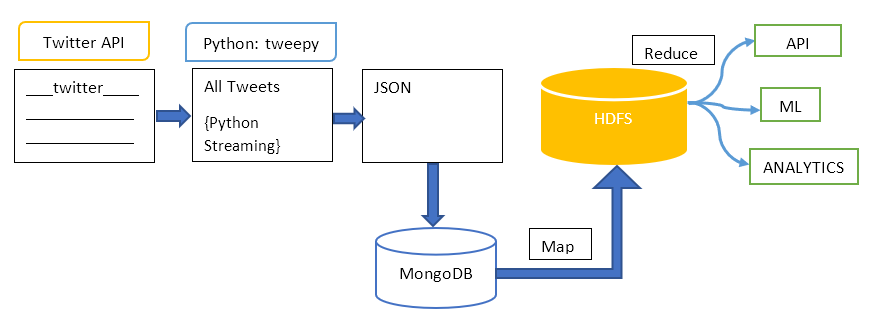 Twitter API
Python: tweepy
___twitter____
All Tweets
{Python
Streaming}
JSON
MongoDB
Map
HDFS
Reduce
API
ML
ANALYTICS